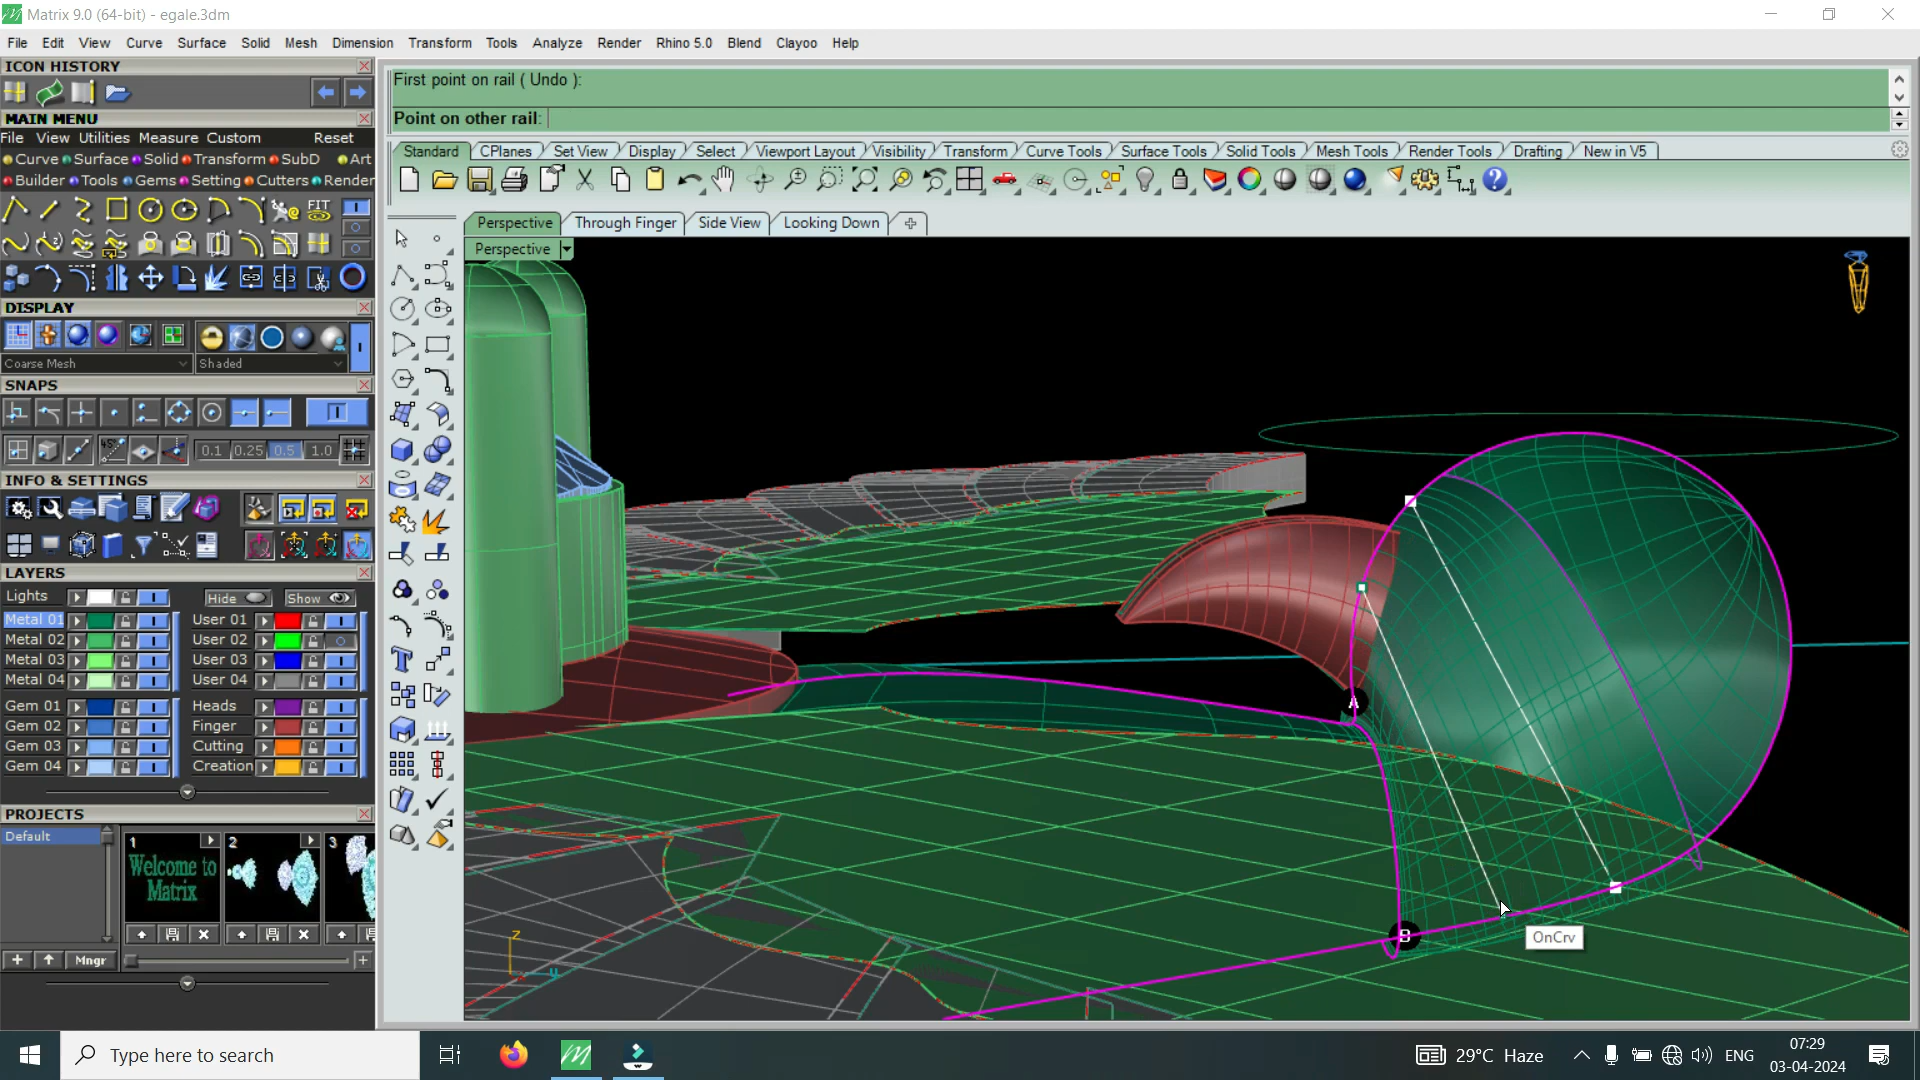 Matrix 9.0 (64-bit) - egale.3dm
File Edit View Curve Surface Solid Mesh Dimension Transform Tools Analyze Render Rhino 5.0 Blend Clayoo Help
ICON HISTORY
First point on rail ( Undo ):
Point on other rail:
MAIN MENU
File View Utilities Measure Custom Reset
Curve Surface Solid Transform SubD Art
Builder Tools Gems Setting Cutters Render
Standard CPlanes Set View Display Select Viewport Layout Visibility Transform Curve Tools Surface Tools Solid Tools Mesh Tools Render Tools Drafting New in V5
FIT
Perspective Through Finger Side View Looking Down
Perspective
DISPLAY
Coarse Mesh Shaded
SNAPS
0.1 0.25 0.5 1.0
INFO & SETTINGS
LAYERS
Lights Hide Show
Metal 01 User 01
Metal 02 User 02
Metal 03 User 03
Metal 04 User 04
Gem 01 Heads
Gem 02 Finger
Gem 03 Cutting
Gem 04 Creation
PROJECTS
Default
1 2 3
Welcome to
Matrix
Mngr
A
B
OnCrv
z
Type here to search
29°C Haze
ENG
07:29
03-04-2024